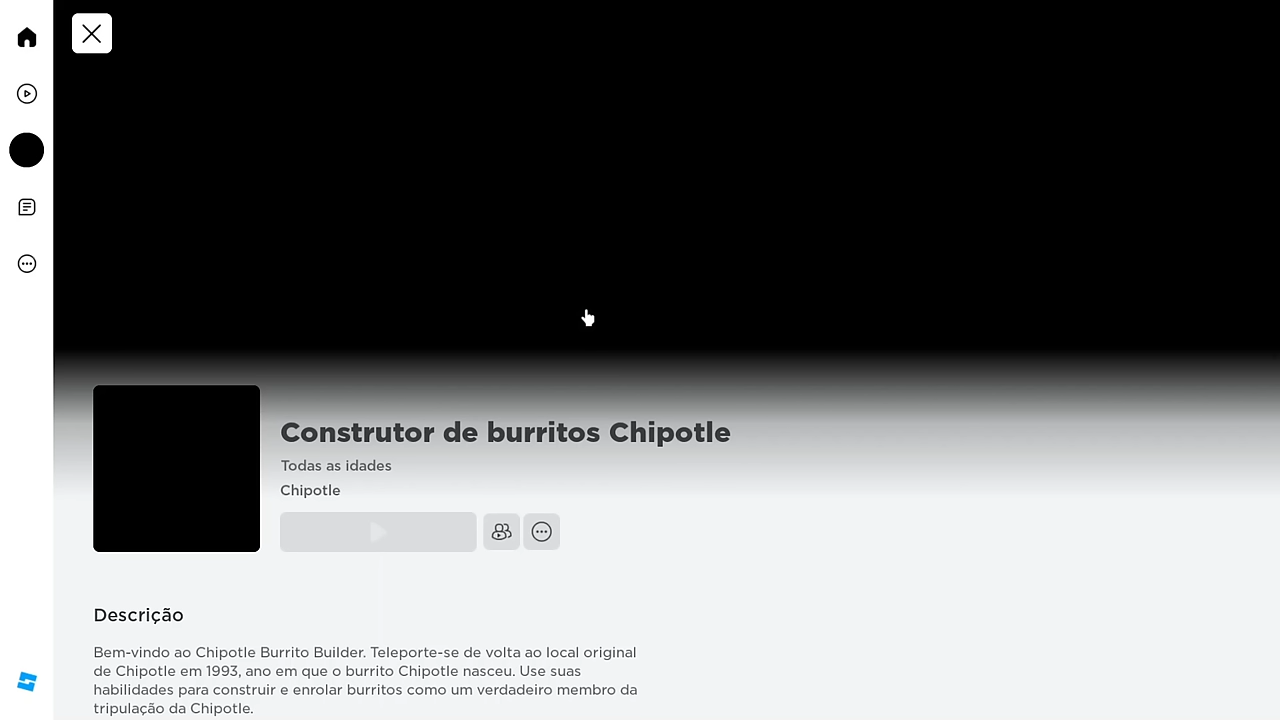 Construtor de burritos Chipotle
Todas as idades
Chipotle
Descrição
Bem-vindo ao Chipotle Burrito Builder. Teleporte-se de volta ao local original
de Chipotle em 1993, ano em que o burrito Chipotle nasceu. Use suas
habilidades para construir e enrolar burritos como um verdadeiro membro da
tripulação da Chipotle.